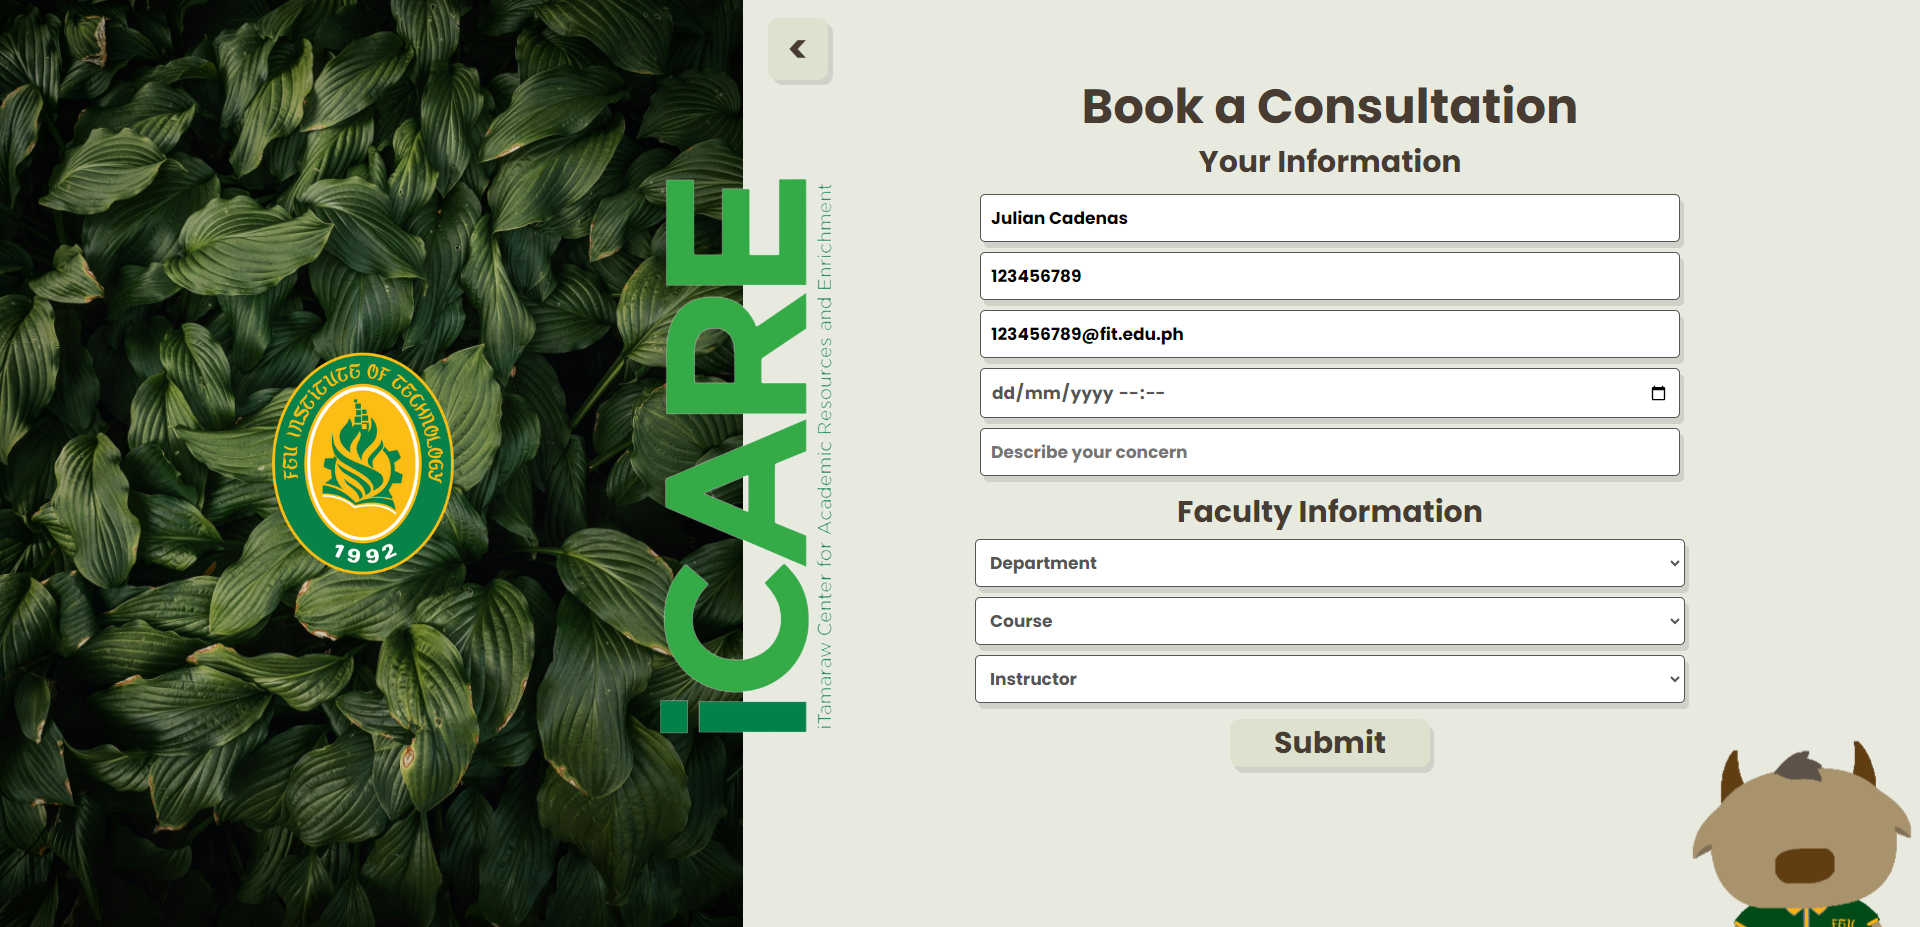 <
Book a Consultation
Your Information
Julian Cadenas
123456789
123456789@fit.edu.ph
dd/mm/yyyy --:--
Describe your concern
Faculty Information
Department
Course
Instructor
Submit
iCARE
iTamaraw Center for Academic Resources and Enrichment
FEU INSTITUTE OF TECHNOLOGY
1992
FEU